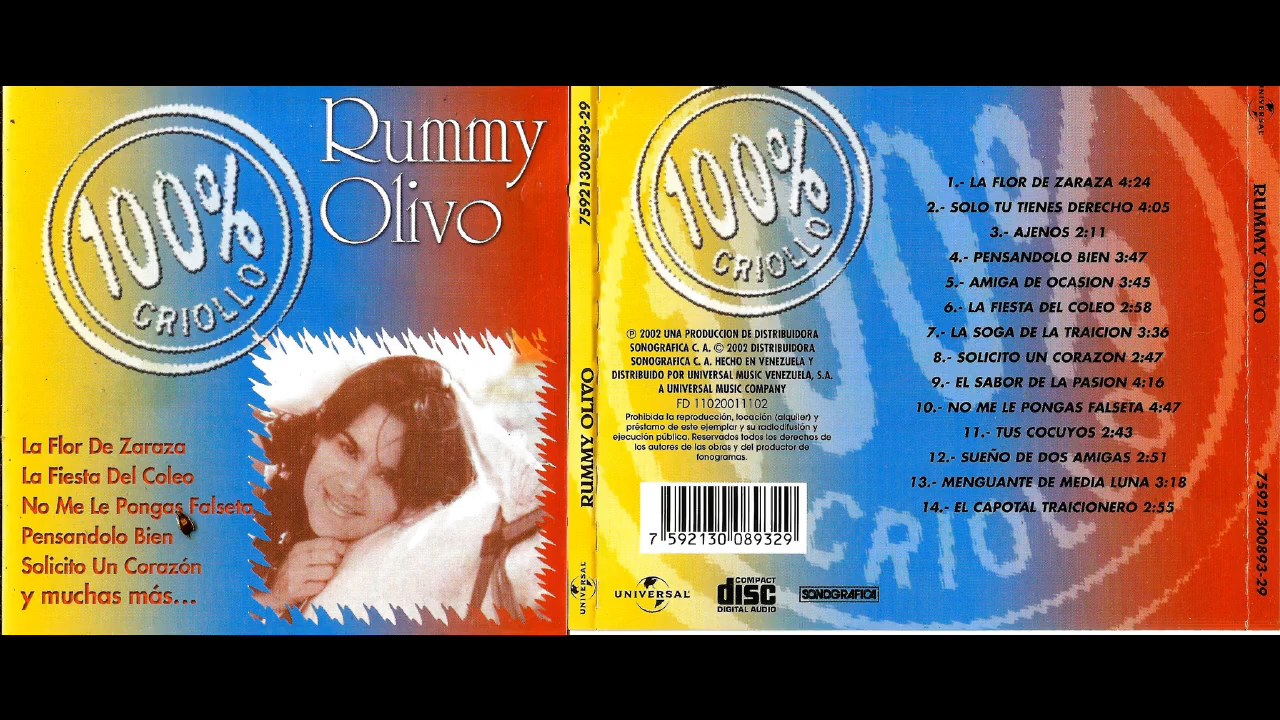 Rummy
Olivo
100%
CRIOLLO
La Flor De Zaraza
La Fiesta Del Coleo
No Me Le Pongas Falseta
Pensandolo Bien
Solicito Un Corazón
y muchas más...
75921300893-29
RUMMY OLIVO
UNIVERSAL
100%
CRIOLLO
℗ 2002 UNA PRODUCCION DE DISTRIBUIDORA
SONOGRAFICA C. A. © 2002 DISTRIBUIDORA
SONOGRAFICA C. A. HECHO EN VENEZUELA Y
DISTRIBUIDO POR UNIVERSAL MUSIC VENEZUELA, S.A.
A UNIVERSAL MUSIC COMPANY
FD 11020011102
Prohibida la reproducción, locación (alquiler) y
préstamo de este ejemplar y su radiodifusión y
ejecución pública. Reservados todos los derechos de
los autores de las obras y del productor de
fonogramas.
7 592130 089329
UNIVERSAL
COMPACT
disc
DIGITAL AUDIO
SONOGRAFICA
1.- LA FLOR DE ZARAZA 4:24
2.- SOLO TU TIENES DERECHO 4:05
3.- AJENOS 2:11
4.- PENSANDOLO BIEN 3:47
5.- AMIGA DE OCASION 3:45
6.- LA FIESTA DEL COLEO 2:58
7.- LA SOGA DE LA TRAICION 3:36
8.- SOLICITO UN CORAZON 2:47
9.- EL SABOR DE LA PASION 4:16
10.- NO ME LE PONGAS FALSETA 4:47
11.- TUS COCUYOS 2:43
12.- SUEÑO DE DOS AMIGAS 2:51
13.- MENGUANTE DE MEDIA LUNA 3:18
14.- EL CAPOTAL TRAICIONERO 2:55
100%
CRIOLLO
UNIVERSAL
RUMMY OLIVO
75921300893-29